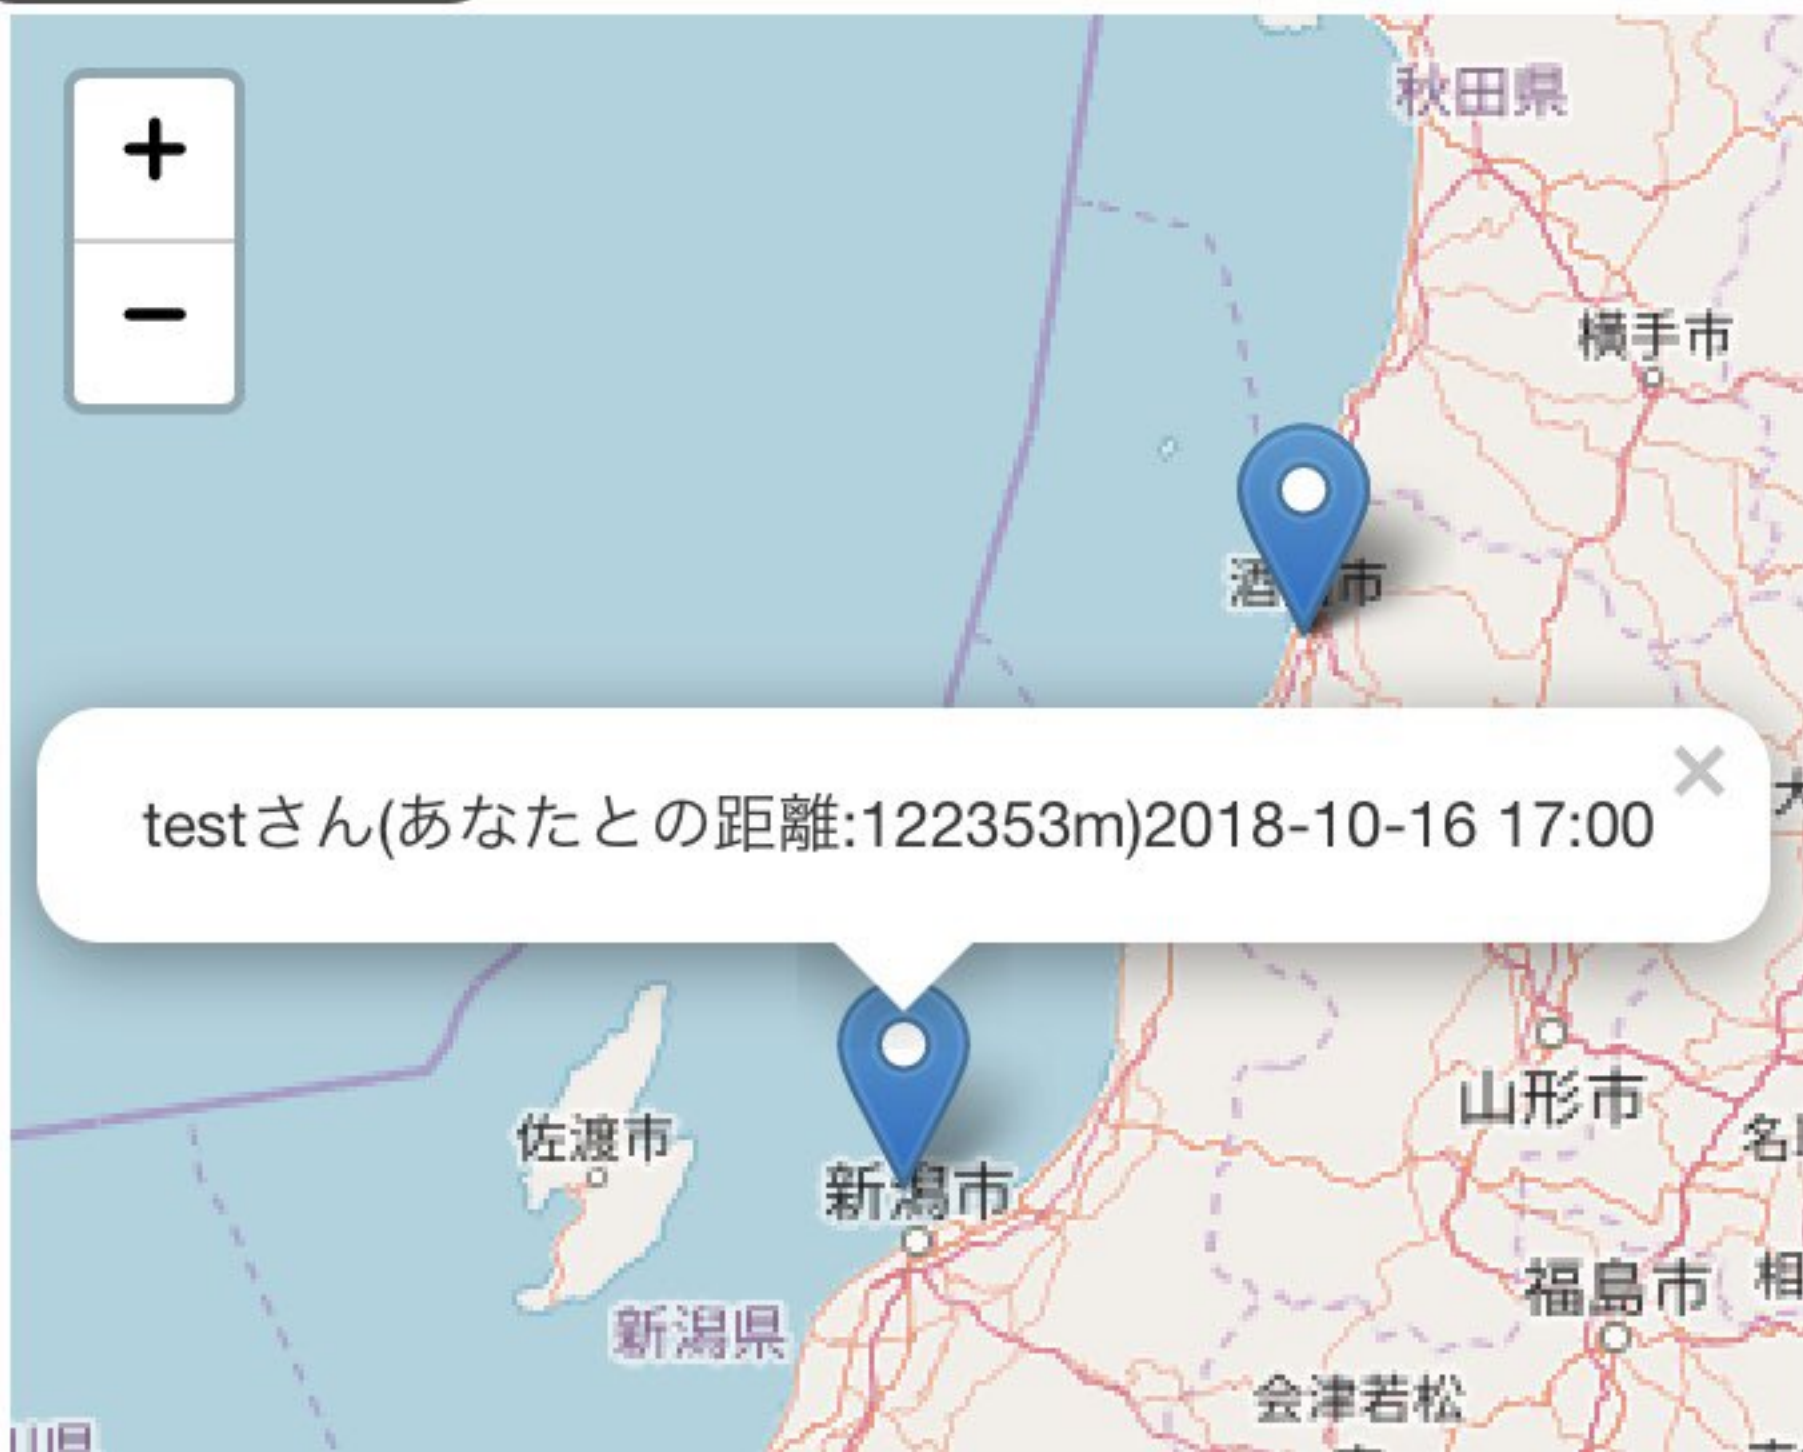 +
秋田県
−
横手市
×
testさん(あなたとの距離:122353m)2018-10-16 17:00
山形市
佐渡市
新潟市
福島市
新潟県
会津若松